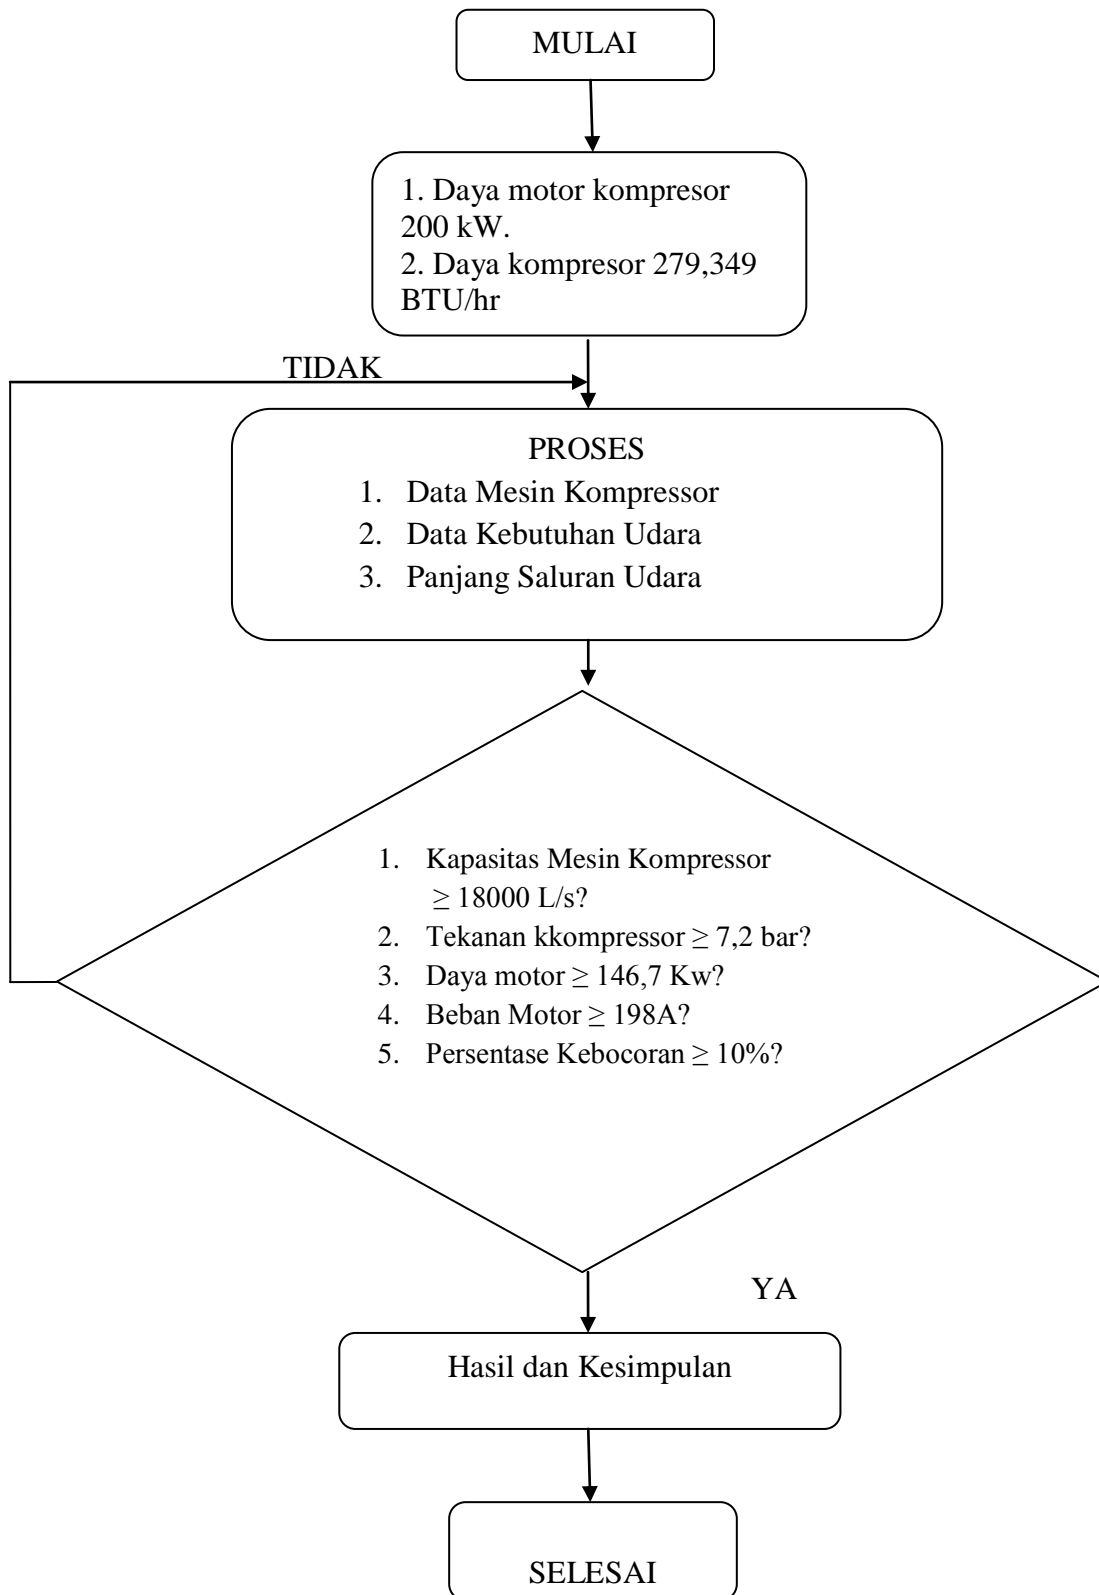 MULAI
1. Daya motor kompresor
200 kW.
2. Daya kompresor 279,349
BTU/hr
TIDAK
PROSES
1. Data Mesin Kompressor
2. Data Kebutuhan Udara
3. Panjang Saluran Udara
1. Kapasitas Mesin Kompressor
≥ 18000 L/s?
2. Tekanan kkompressor ≥ 7,2 bar?
3. Daya motor ≥ 146,7 Kw?
4. Beban Motor ≥ 198A?
5. Persentase Kebocoran ≥ 10%?
YA
Hasil dan Kesimpulan
SELESAI